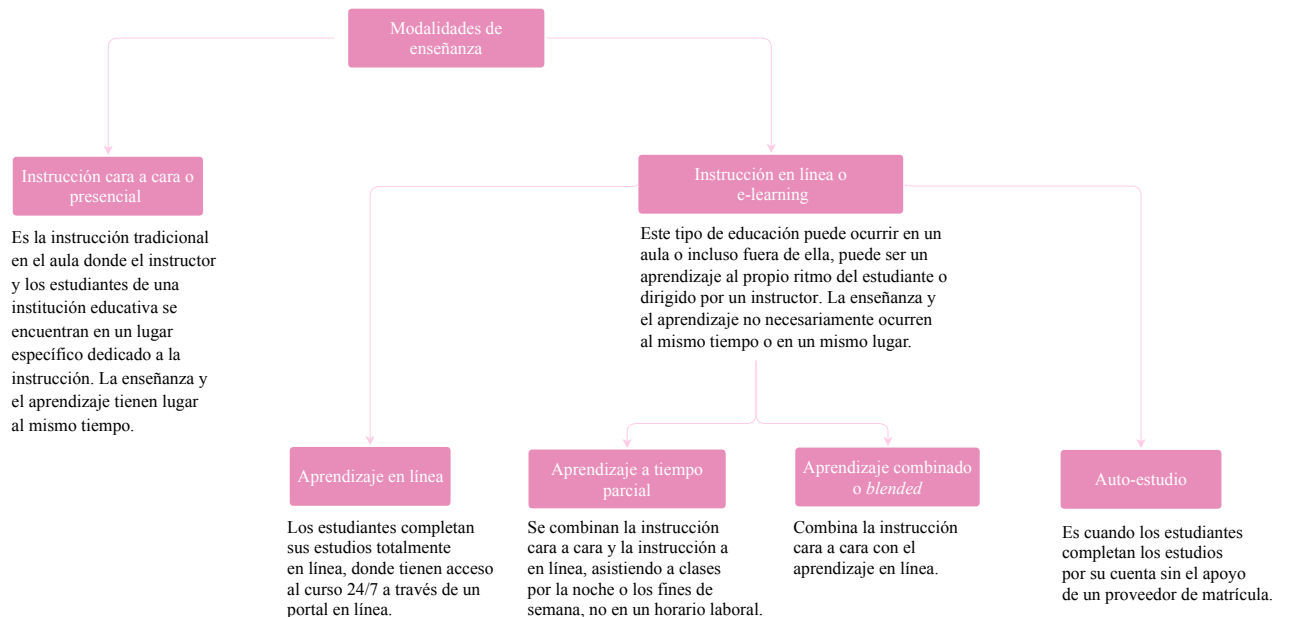 Modalidades de
enseñanza
Instrucción cara a cara o
presencial
Es la instrucción tradicional
en el aula donde el instructor
y los estudiantes de una
institución educativa se
encuentran en un lugar
específico dedicado a la
instrucción. La enseñanza y
el aprendizaje tienen lugar
al mismo tiempo.
Instrucción en línea o
e-learning
Este tipo de educación puede ocurrir en un
aula o incluso fuera de ella, puede ser un
aprendizaje al propio ritmo del estudiante o
dirigido por un instructor. La enseñanza y
el aprendizaje no necesariamente ocurren
al mismo tiempo o en un mismo lugar.
Aprendizaje en línea
Los estudiantes completan
sus estudios totalmente
en línea, donde tienen acceso
al curso 24/7 a través de un
portal en línea.
Aprendizaje a tiempo
parcial
Se combinan la instrucción
cara a cara y la instrucción a
en línea, asistiendo a clases
por la noche o los fines de
semana, no en un horario laboral.
Aprendizaje combinado
o blended
Combina la instrucción
cara a cara con el
aprendizaje en línea.
Auto-estudio
Es cuando los estudiantes
completan los estudios
por su cuenta sin el apoyo
de un proveedor de matrícula.